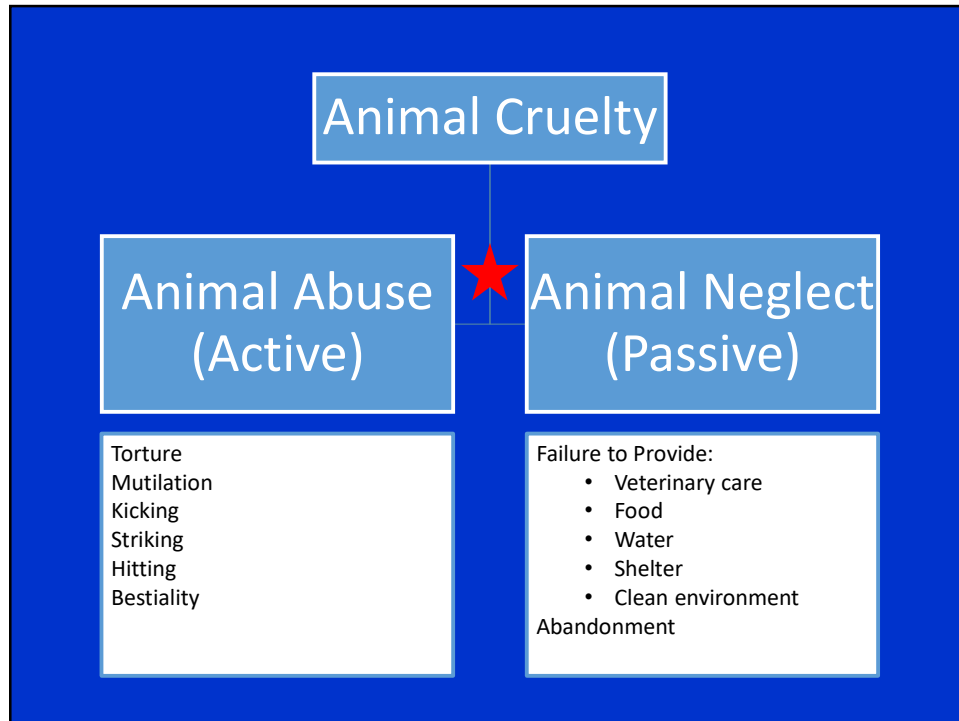 Animal Cruelty
Animal Abuse
(Active)
Animal Neglect
(Passive)
Torture
Mutilation
Kicking
Striking
Hitting
Bestiality
Failure to Provide:
• Veterinary care
• Food
• Water
• Shelter
• Clean environment
Abandonment